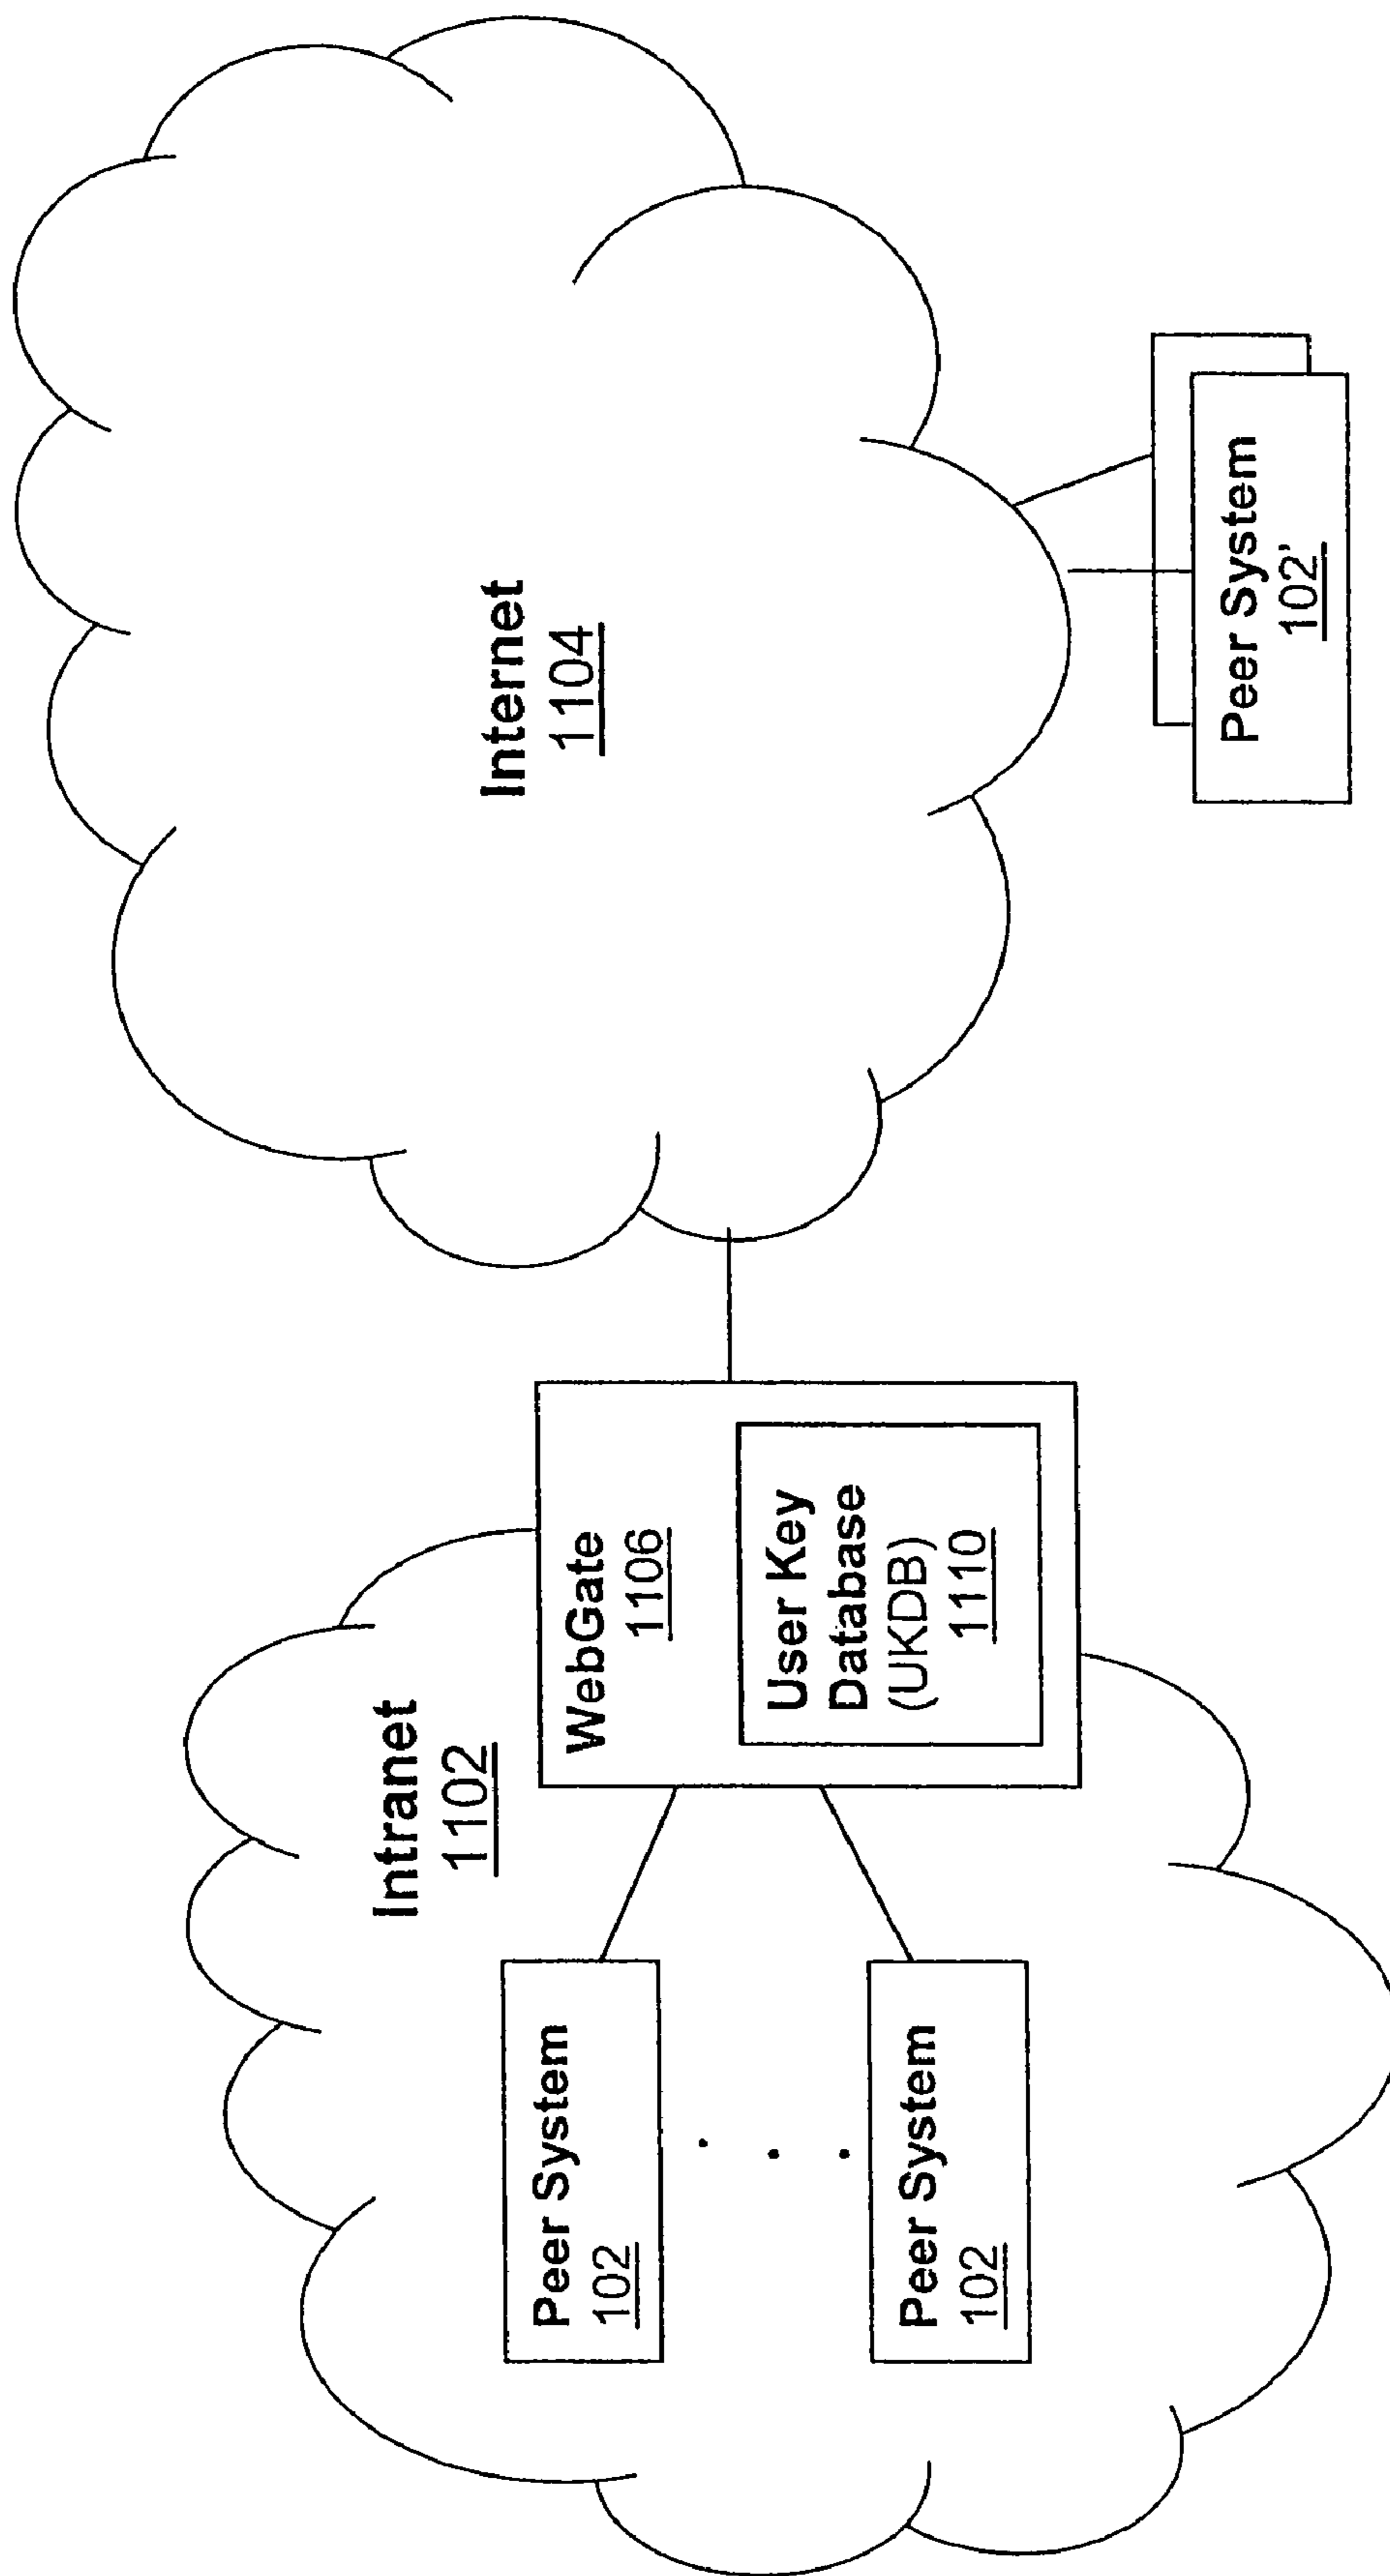 Intranet
1102
Peer System
102
Peer System
102
WebGate
1106
User Key
Database
(UKDB)
1110
Internet
1104
Peer System
102'